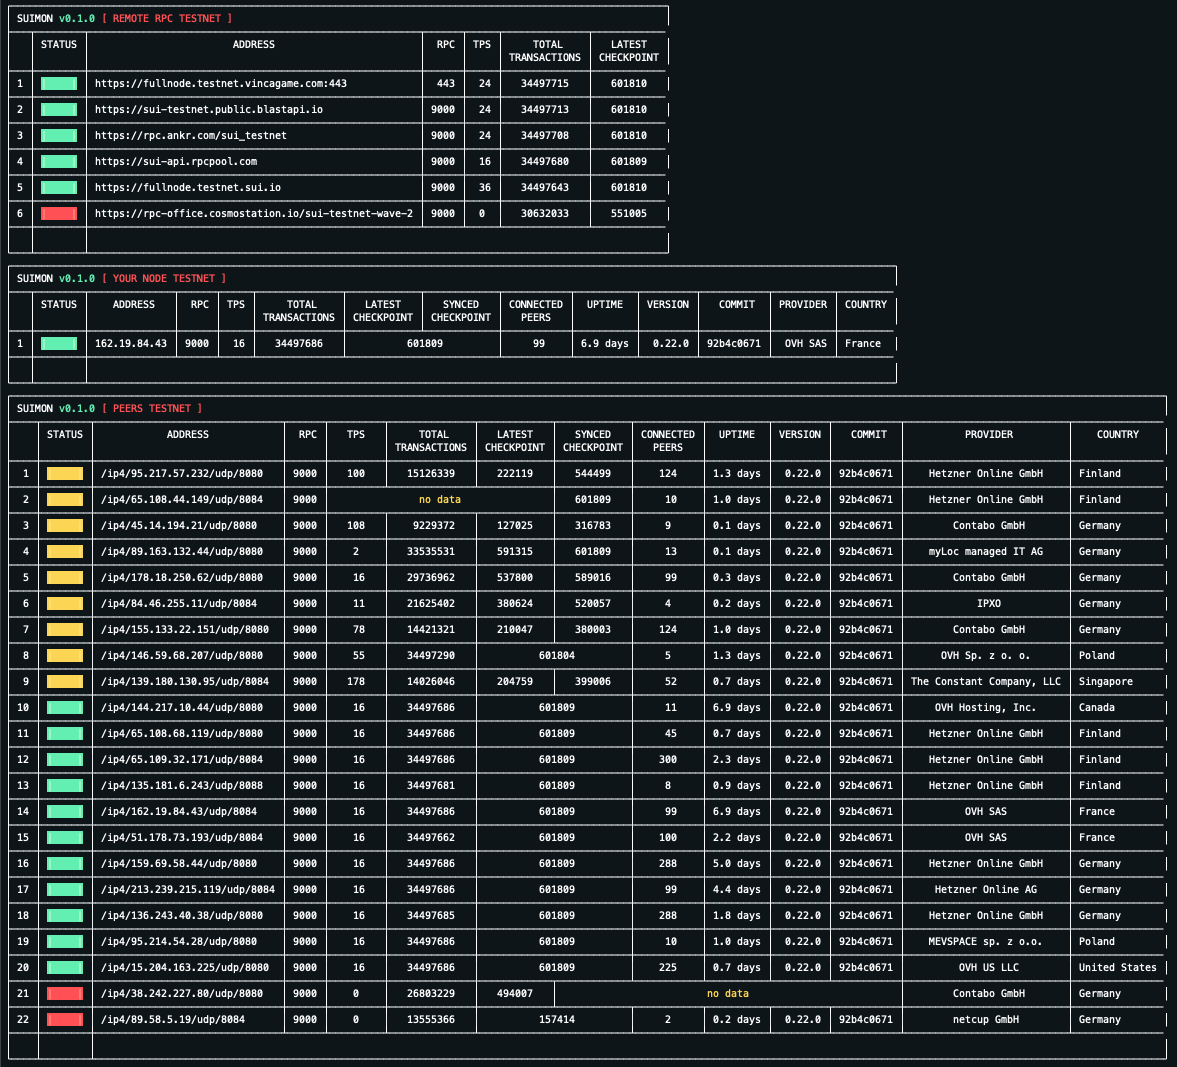 SUIMON v0.1.0 [ REMOTE RPC TESTNET ]
STATUS ADDRESS RPC TPS TOTAL TRANSACTIONS LATEST CHECKPOINT
1 https://fullnode.testnet.vincagame.com:443 443 24 34497715 601810
2 https://sui-testnet.public.blastapi.io 9000 24 34497713 601810
3 https://rpc.ankr.com/sui_testnet 9000 24 34497708 601810
4 https://sui-api.rpcpool.com 9000 16 34497680 601809
5 https://fullnode.testnet.sui.io 9000 36 34497643 601810
6 https://rpc-office.cosmostation.io/sui-testnet-wave-2 9000 0 30632033 551005
SUIMON v0.1.0 [ YOUR NODE TESTNET ]
STATUS ADDRESS RPC TPS TOTAL TRANSACTIONS LATEST CHECKPOINT SYNCED CHECKPOINT CONNECTED PEERS UPTIME VERSION COMMIT PROVIDER COUNTRY
1 162.19.84.43 9000 16 34497686 601809 99 6.9 days 0.22.0 92b4c0671 OVH SAS France
SUIMON v0.1.0 [ PEERS TESTNET ]
STATUS ADDRESS RPC TPS TOTAL TRANSACTIONS LATEST CHECKPOINT SYNCED CHECKPOINT CONNECTED PEERS UPTIME VERSION COMMIT PROVIDER COUNTRY
1 /ip4/95.217.57.232/udp/8080 9000 100 15126339 222119 544499 124 1.3 days 0.22.0 92b4c0671 Hetzner Online GmbH Finland
2 /ip4/65.108.44.149/udp/8084 9000 no data 601809 10 1.0 days 0.22.0 92b4c0671 Hetzner Online GmbH Finland
3 /ip4/45.14.194.21/udp/8080 9000 108 9229372 127025 316783 9 0.1 days 0.22.0 92b4c0671 Contabo GmbH Germany
4 /ip4/89.163.132.44/udp/8080 9000 2 33535531 591315 601809 13 0.1 days 0.22.0 92b4c0671 myLoc managed IT AG Germany
5 /ip4/178.18.250.62/udp/8080 9000 16 29736962 537800 589016 99 0.3 days 0.22.0 92b4c0671 Contabo GmbH Germany
6 /ip4/84.46.255.11/udp/8084 9000 11 21625402 380624 520057 4 0.2 days 0.22.0 92b4c0671 IPXO Germany
7 /ip4/155.133.22.151/udp/8080 9000 78 14421321 210047 380003 124 1.0 days 0.22.0 92b4c0671 Contabo GmbH Germany
8 /ip4/146.59.68.207/udp/8080 9000 55 34497290 601804 5 1.3 days 0.22.0 92b4c0671 OVH Sp. z o. o. Poland
9 /ip4/139.180.130.95/udp/8084 9000 178 14026046 204759 399006 52 0.7 days 0.22.0 92b4c0671 The Constant Company, LLC Singapore
10 /ip4/144.217.10.44/udp/8080 9000 16 34497686 601809 11 6.9 days 0.22.0 92b4c0671 OVH Hosting, Inc. Canada
11 /ip4/65.108.68.119/udp/8080 9000 16 34497686 601809 45 0.7 days 0.22.0 92b4c0671 Hetzner Online GmbH Finland
12 /ip4/65.109.32.171/udp/8084 9000 16 34497686 601809 300 2.3 days 0.22.0 92b4c0671 Hetzner Online GmbH Finland
13 /ip4/135.181.6.243/udp/8088 9000 16 34497681 601809 8 0.9 days 0.22.0 92b4c0671 Hetzner Online GmbH Finland
14 /ip4/162.19.84.43/udp/8084 9000 16 34497686 601809 99 6.9 days 0.22.0 92b4c0671 OVH SAS France
15 /ip4/51.178.73.193/udp/8084 9000 16 34497662 601809 100 2.2 days 0.22.0 92b4c0671 OVH SAS France
16 /ip4/159.69.58.44/udp/8080 9000 16 34497686 601809 288 5.0 days 0.22.0 92b4c0671 Hetzner Online GmbH Germany
17 /ip4/213.239.215.119/udp/8084 9000 16 34497686 601809 99 4.4 days 0.22.0 92b4c0671 Hetzner Online AG Germany
18 /ip4/136.243.40.38/udp/8080 9000 16 34497685 601809 288 1.8 days 0.22.0 92b4c0671 Hetzner Online GmbH Germany
19 /ip4/95.214.54.28/udp/8080 9000 16 34497686 601809 10 1.0 days 0.22.0 92b4c0671 MEVSPACE sp. z o.o. Poland
20 /ip4/15.204.163.225/udp/8080 9000 16 34497686 601809 225 0.7 days 0.22.0 92b4c0671 OVH US LLC United States
21 /ip4/38.242.227.80/udp/8080 9000 0 26803229 494007 no data Contabo GmbH Germany
22 /ip4/89.58.5.19/udp/8084 9000 0 13555366 157414 2 0.2 days 0.22.0 92b4c0671 netcup GmbH Germany